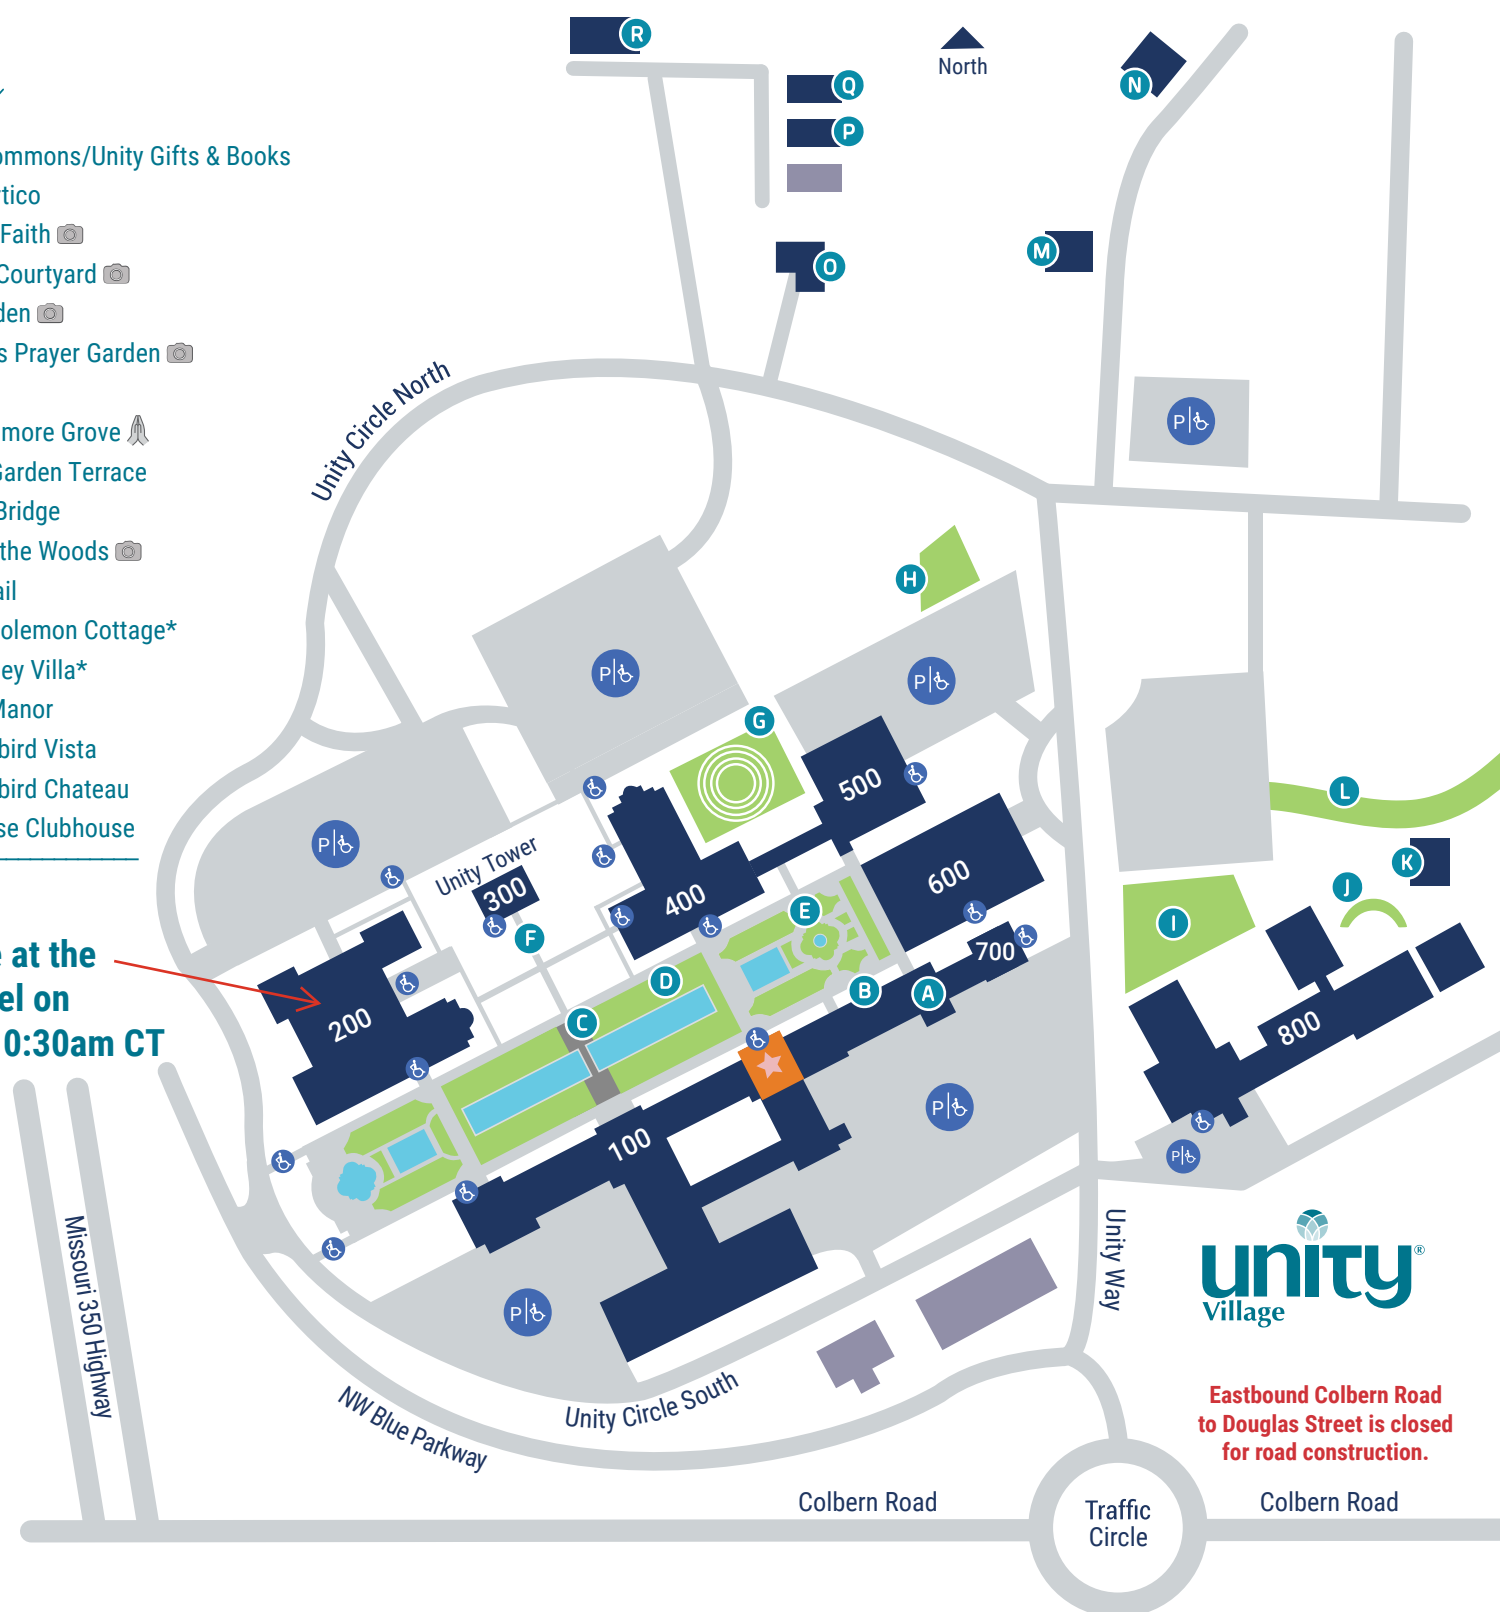 ommons/Unity Gifts & Books
rtico
Faith
Courtyard
den
s Prayer Garden
more Grove
Garden Terrace
Bridge
the Woods
ail
olemon Cottage*
ey Villa*
Manor
bird Vista
bird Chateau
se Clubhouse
e at the
el on
0:30am CT
North
R
Q
P
N
M
O
Unity Circle North
P
H
P
P
G
500
L
P
Unity Tower
300
400
600
K
J
E
I
F
700
D
B
A
C
200
800
100
P
P
Missouri 350 Highway
Unity Way
P
unity®
Village
NW Blue Parkway
Unity Circle South
Eastbound Colbern Road
to Douglas Street is closed
for road construction.
Colbern Road
Traffic
Circle
Colbern Road